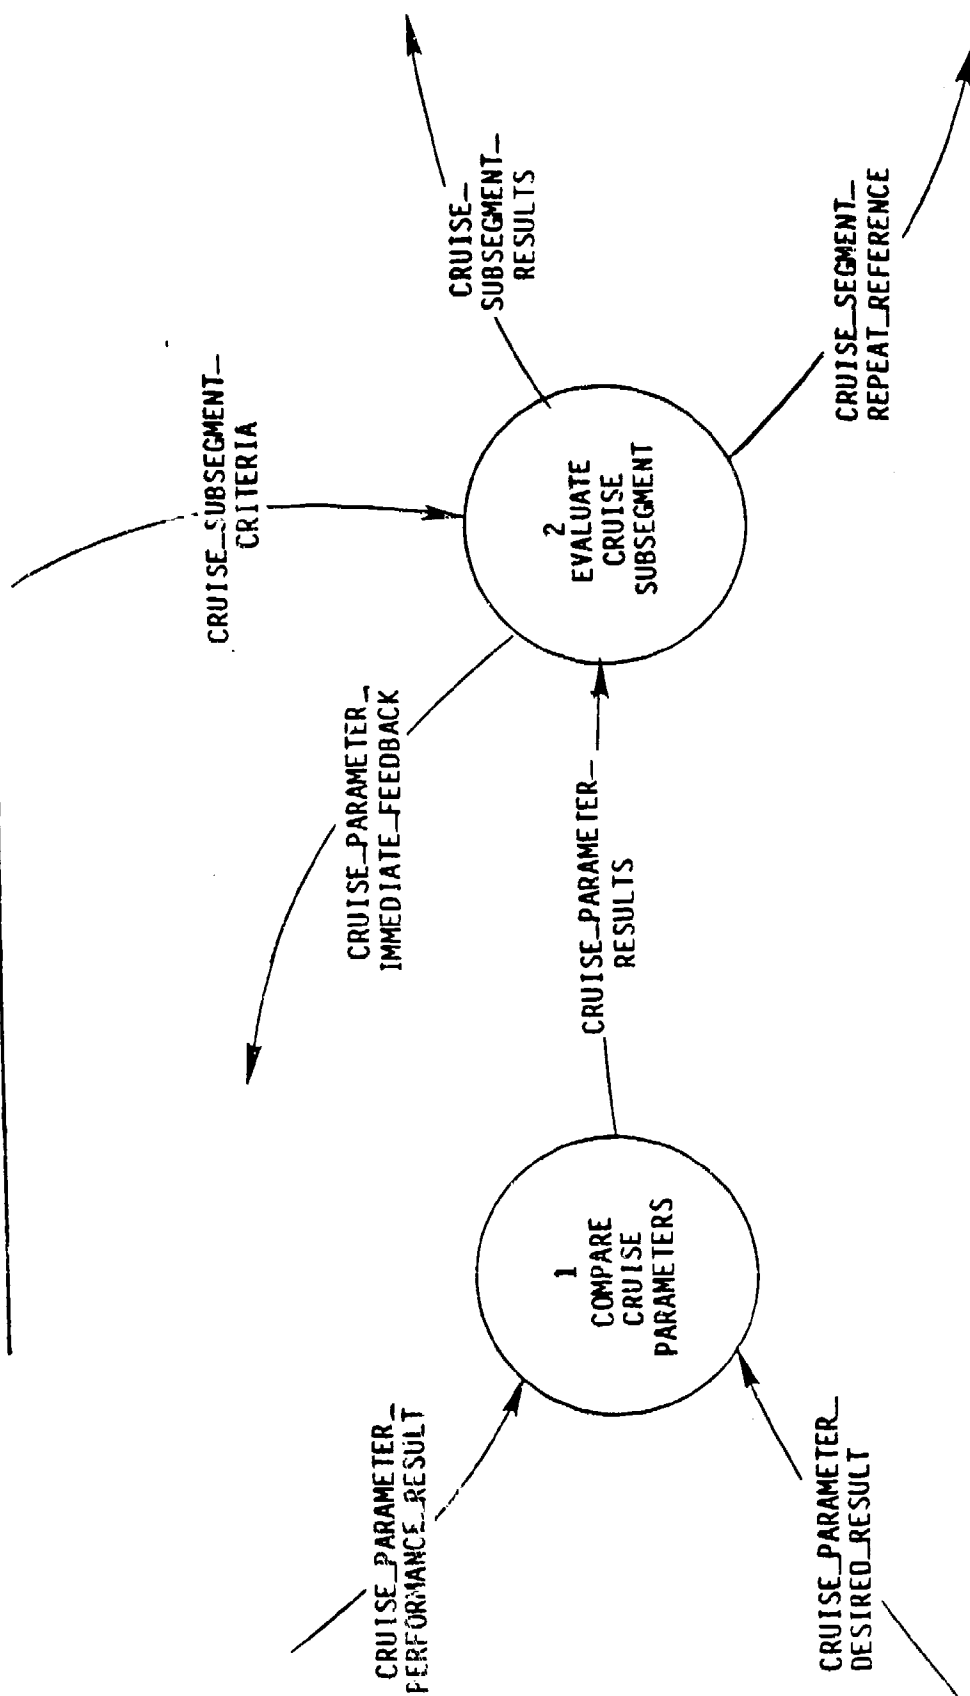 CRUISE_PARAMETER_
PERFORMANCE_RESULT
CRUISE_PARAMETER_
DESIRED_RESULT
1
COMPARE
CRUISE
PARAMETERS
CRUISE_PARAMETER_
RESULTS
CRUISE_PARAMETER_
IMMEDIATE_FEEDBACK
CRUISE_SUBSEGMENT_
CRITERIA
2
EVALUATE
CRUISE
SUBSEGMENT
CRUISE_
SUBSEGMENT_
RESULTS
CRUISE_SEGMENT_
REPEAT_REFERENCE